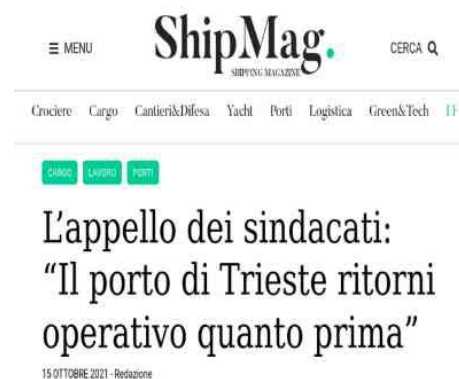 ≡ MENU
ShipMag.
SHIPPING MAGAZINE
CERCA
Crociere Cargo Cantieri&Difesa Yacht Porti Logistica Green&Tech
CARGO LAVORO PORTI
L’appello dei sindacati:
“Il porto di Trieste ritorni
operativo quanto prima”
15 OTTOBRE 2021 - Redazione